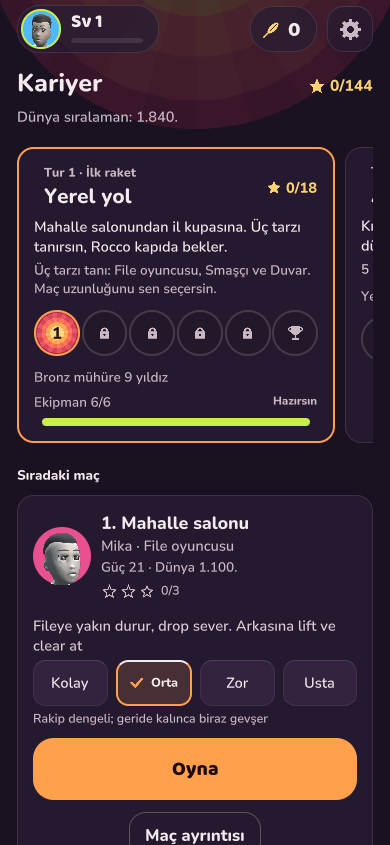 Sv 1
0
Kariyer
0/144
Dünya sıralaman: 1.840.
Tur 1 · İlk raket
Yerel yol
0/18
Mahalle salonundan il kupasına. Üç tarzı
tanırsın, Rocco kapıda bekler.
Üç tarzı tanı: File oyuncusu, Smaşçı ve Duvar.
Maç uzunluğunu sen seçersin.
1
Bronz mühüre 9 yıldız
Ekipman 6/6
Hazırsın
5
Sıradaki maç
1. Mahalle salonu
Mika · File oyuncusu
Güç 21 · Dünya 1.100.
0/3
Fileye yakın durur, drop sever. Arkasına lift ve
clear at
Kolay
Orta
Zor
Usta
Rakip dengeli; geride kalınca biraz gevşer
Oyna
Maç ayrıntısı